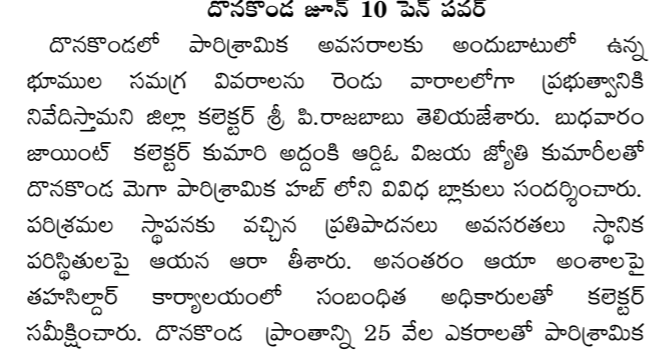 దొనకొండ జూన్ 10 పెన్ పవర్
దొనకొండలో పారిశ్రామిక అవసరాలకు అందుబాటులో ఉన్న
భూముల సమగ్ర వివరాలను రెండు వారాలలోగా ప్రభుత్వానికి
నివేదిస్తామని జిల్లా కలెక్టర్ శ్రీ పి.రాజబాబు తెలియజేశారు. బుధవారం
జాయింట్ కలెక్టర్ కుమారి అద్దంకి ఆర్డిఓ విజయ జ్యోతి కుమారీలతో
దొనకొండ మెగా పారిశ్రామిక హబ్ లోని వివిధ బ్లాకులు సందర్శించారు.
పరిశ్రమల స్థాపనకు వచ్చిన ప్రతిపాదనలు అవసరతలు స్థానిక
పరిస్థితులపై ఆయన ఆరా తీశారు. అనంతరం ఆయా అంశాలపై
తహసిల్దార్ కార్యాలయంలో సంబంధిత అధికారులతో కలెక్టర్
సమీక్షించారు. దొనకొండ ప్రాంతాన్ని 25 వేల ఎకరాలతో పారిశ్రామిక